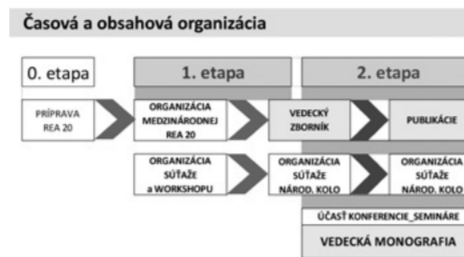 Časová a obsahová organizácia
0. etapa
1. etapa
2. etapa
PRÍPRAVA
REA 20
ORGANIZÁCIA
MEDZINÁRODNEJ
REA 20
VEDECKÝ
ZBORNÍK
PUBLIKÁCIE
ORGANIZÁCIA
SÚŤAŽE
a WORKSHOPU
ORGANIZÁCIA
SÚŤAŽE
NÁROD. KOLO
ORGANIZÁCIA
SÚŤAŽE
NÁROD. KOLO
ÚČASŤ KONFERENCIE_SEMINÁRE
VEDECKÁ MONOGRAFIA